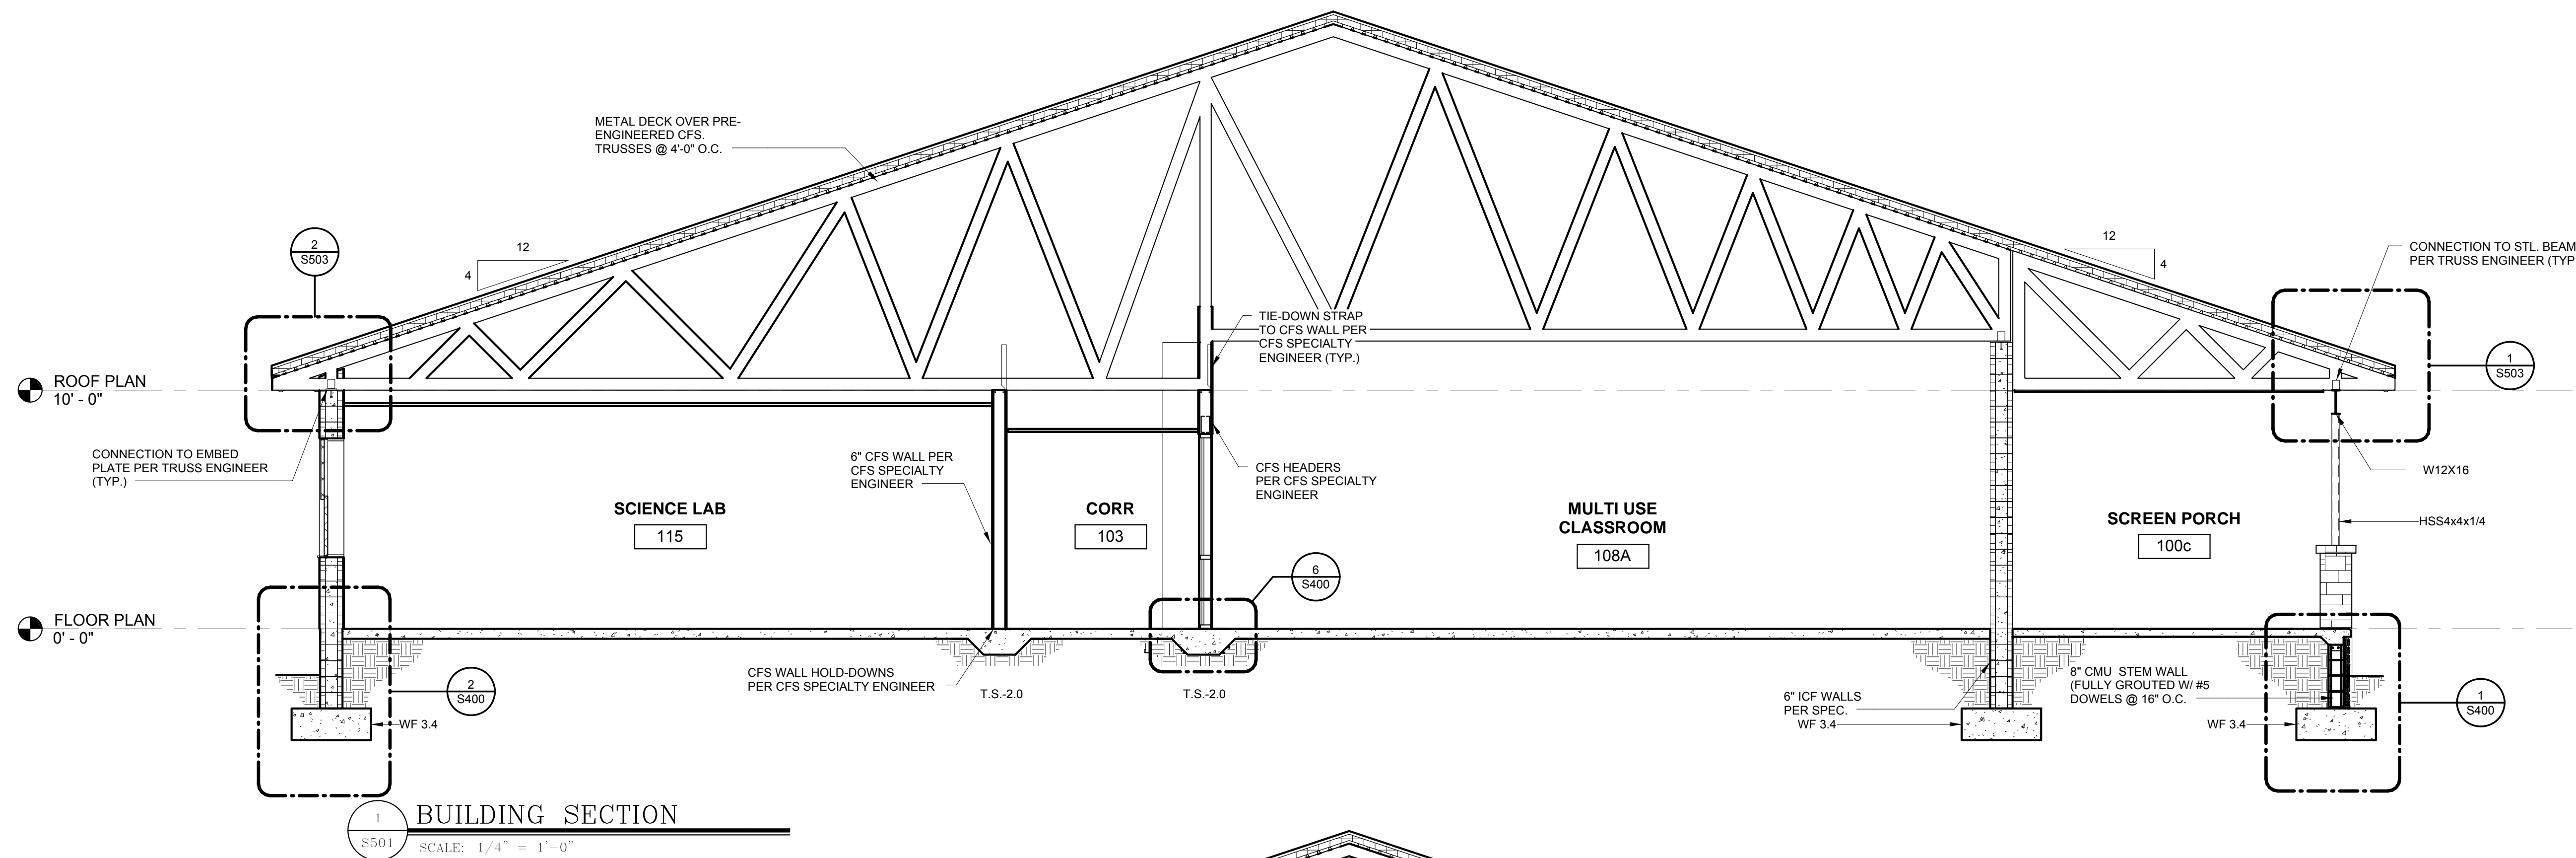 METAL DECK OVER PRE-
ENGINEERED CFS.
TRUSSES @ 4'-0" O.C.
2
S503
12
4
12
4
CONNECTION TO STL. BEAM
PER TRUSS ENGINEER (TYP
TIE-DOWN STRAP
TO CFS WALL PER
CFS SPECIALTY
ENGINEER (TYP.)
1
S503
ROOF PLAN
10' - 0"
CONNECTION TO EMBED
PLATE PER TRUSS ENGINEER
(TYP.)
6" CFS WALL PER
CFS SPECIALTY
ENGINEER
CFS HEADERS
PER CFS SPECIALTY
ENGINEER
W12X16
SCIENCE LAB
115
CORR
103
MULTI USE
CLASSROOM
108A
SCREEN PORCH
100c
HSS4x4x1/4
6
S400
FLOOR PLAN
0' - 0"
2
S400
WF 3.4
CFS WALL HOLD-DOWNS
PER CFS SPECIALTY ENGINEER
T.S.-2.0
T.S.-2.0
6" ICF WALLS
PER SPEC.
WF 3.4
8" CMU STEM WALL
(FULLY GROUTED W/ #5
DOWELS @ 16" O.C.
WF 3.4
1
S400
1
S501
BUILDING SECTION
SCALE: 1/4" = 1'-0"